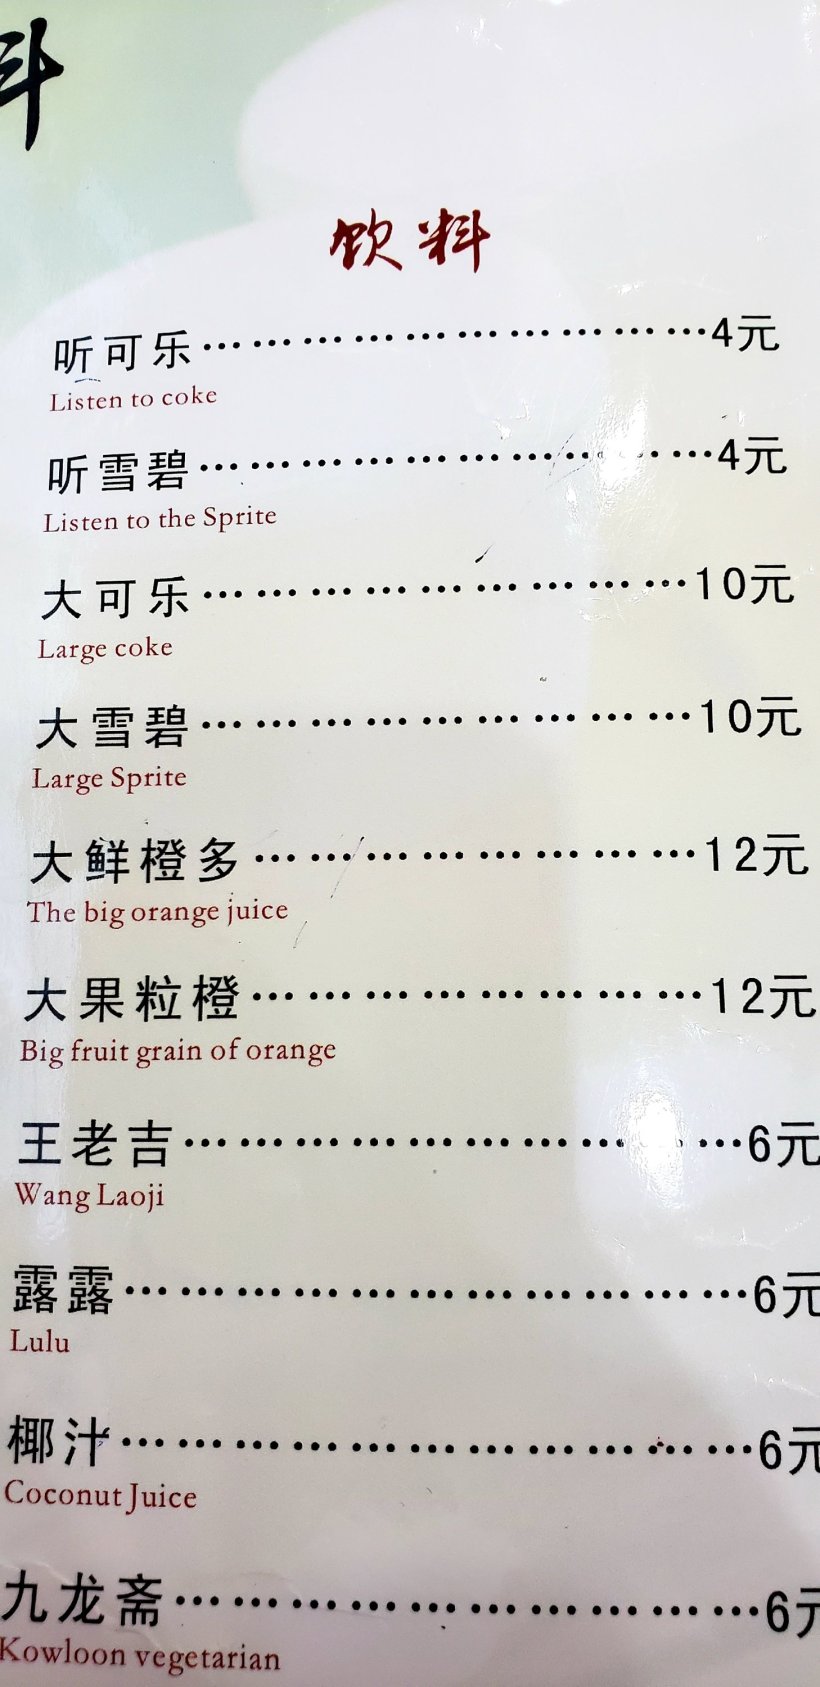 料
饮料
听可乐…………………………4元
Listen to coke
听雪碧…………………………4元
Listen to the Sprite
大可乐…………………………10元
Large coke
大雪碧…………………………10元
Large Sprite
大鲜橙多………………………12元
The big orange juice
大果粒橙………………………12元
Big fruit grain of orange
王老吉…………………………6元
Wang Laoji
露露……………………………6元
Lulu
椰汁……………………………6元
Coconut Juice
九龙斋…………………………6元
Kowloon vegetarian